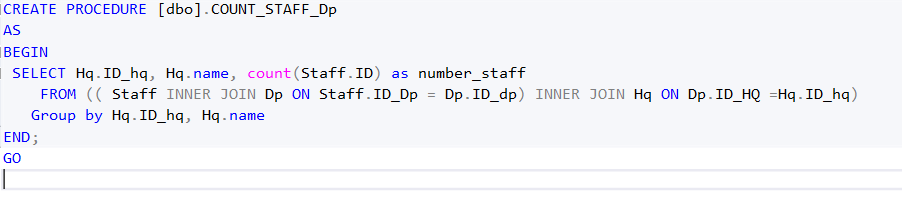 CREATE PROCEDURE [dbo].COUNT_STAFF_Dp
AS
BEGIN
SELECT Hq.ID_hq, Hq.name, count(Staff.ID) as number_staff
FROM (( Staff INNER JOIN Dp ON Staff.ID_Dp = Dp.ID_dp) INNER JOIN Hq ON Dp.ID_HQ =Hq.ID_hq)
Group by Hq.ID_hq, Hq.name
END;
GO